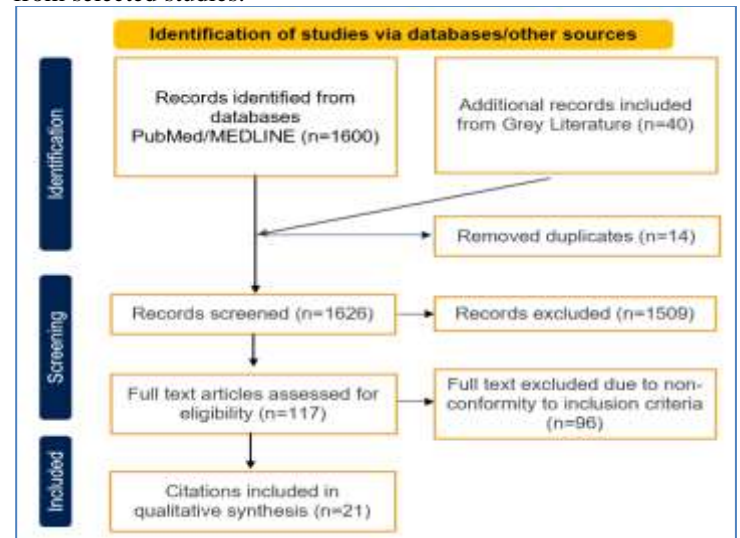 from selected studies.
Identification of studies via databases/other sources
Identification
Records identified from
databases
PubMed/MEDLINE (n=1600)
Additional records included
from Grey Literature (n=40)
Removed duplicates (n=14)
Screening
Records screened (n=1626)
Records excluded (n=1509)
Full text articles assessed for
eligibility (n=117)
Full text excluded due to non-
conformity to inclusion criteria
(n=96)
Included
Citations included in
qualitative synthesis (n=21)